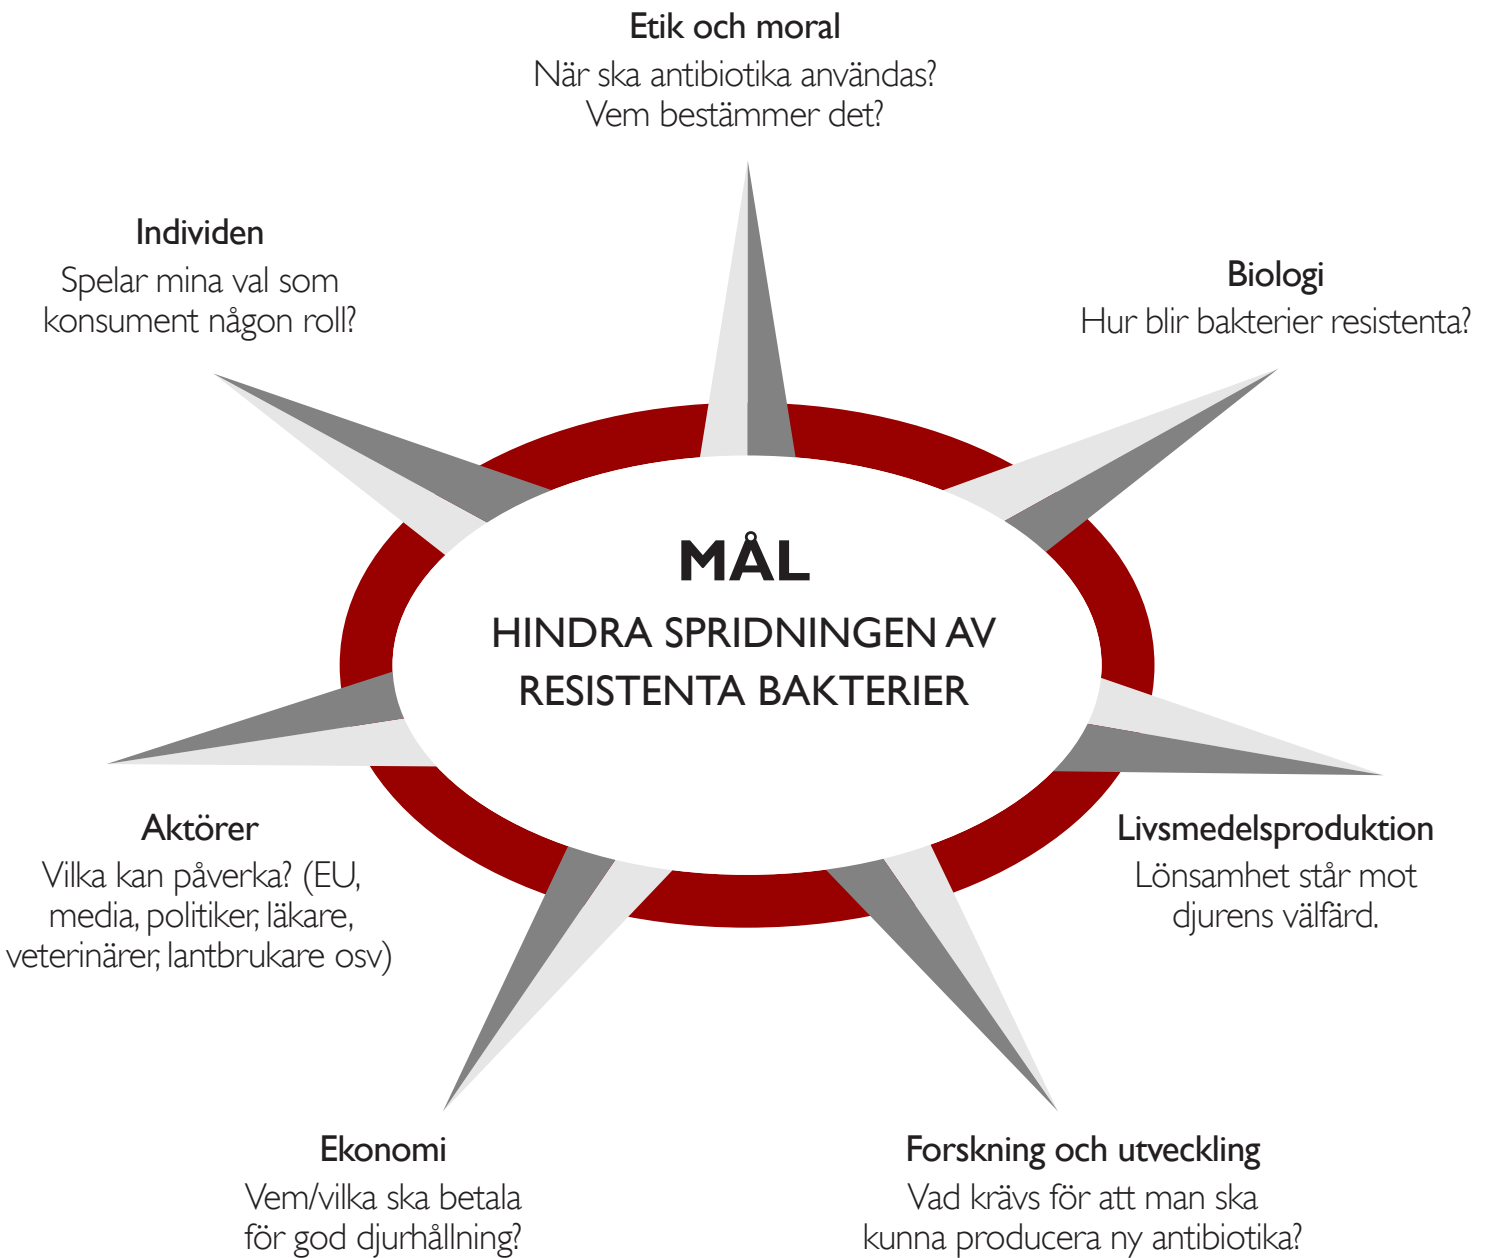 Etik och moral
När ska antibiotika användas?
Vem bestämmer det?
Individen
Spelar mina val som
konsument någon roll?
Biologi
Hur blir bakterier resistenta?
MÅL
HINDRA SPRIDNINGEN AV
RESISTENTA BAKTERIER
Aktörer
Vilka kan påverka? (EU,
media, politiker, läkare,
veterinärer, lantbrukare osv)
Livsmedelsproduktion
Lönsamhet står mot
djurens välfärd.
Ekonomi
Vem/vilka ska betala
för god djurhållning?
Forskning och utveckling
Vad krävs för att man ska
kunna producera ny antibiotika?